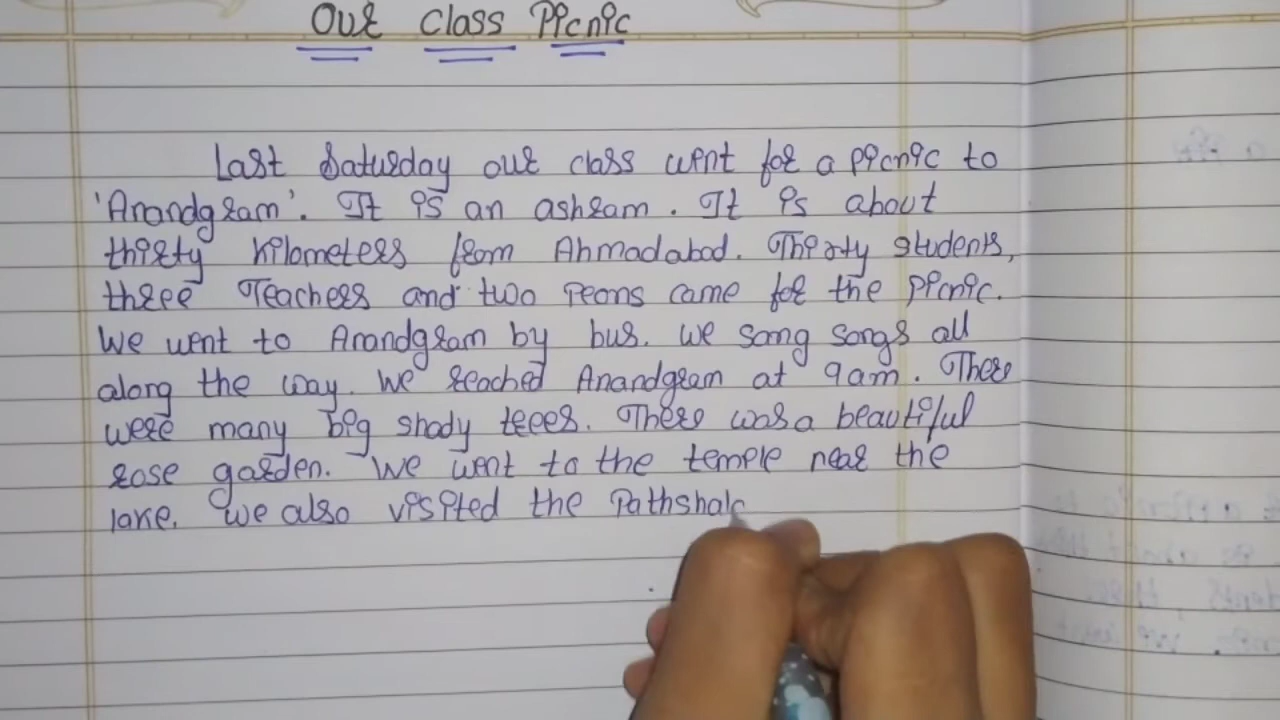 Our Class Picnic
Last Saturday our class went for a picnic to
'Anandgram'. It is an ashram. It is about
thirty kilometers from Ahmadabad. Thirty students,
three Teachers and two Peons came for the picnic.
We went to Anandgram by bus. We sang songs all
along the way. We reached Anandgram at 9am. There
were many big shady trees. There was a beautiful
rose garden. We went to the temple near the
lake. We also visited the Pathshal